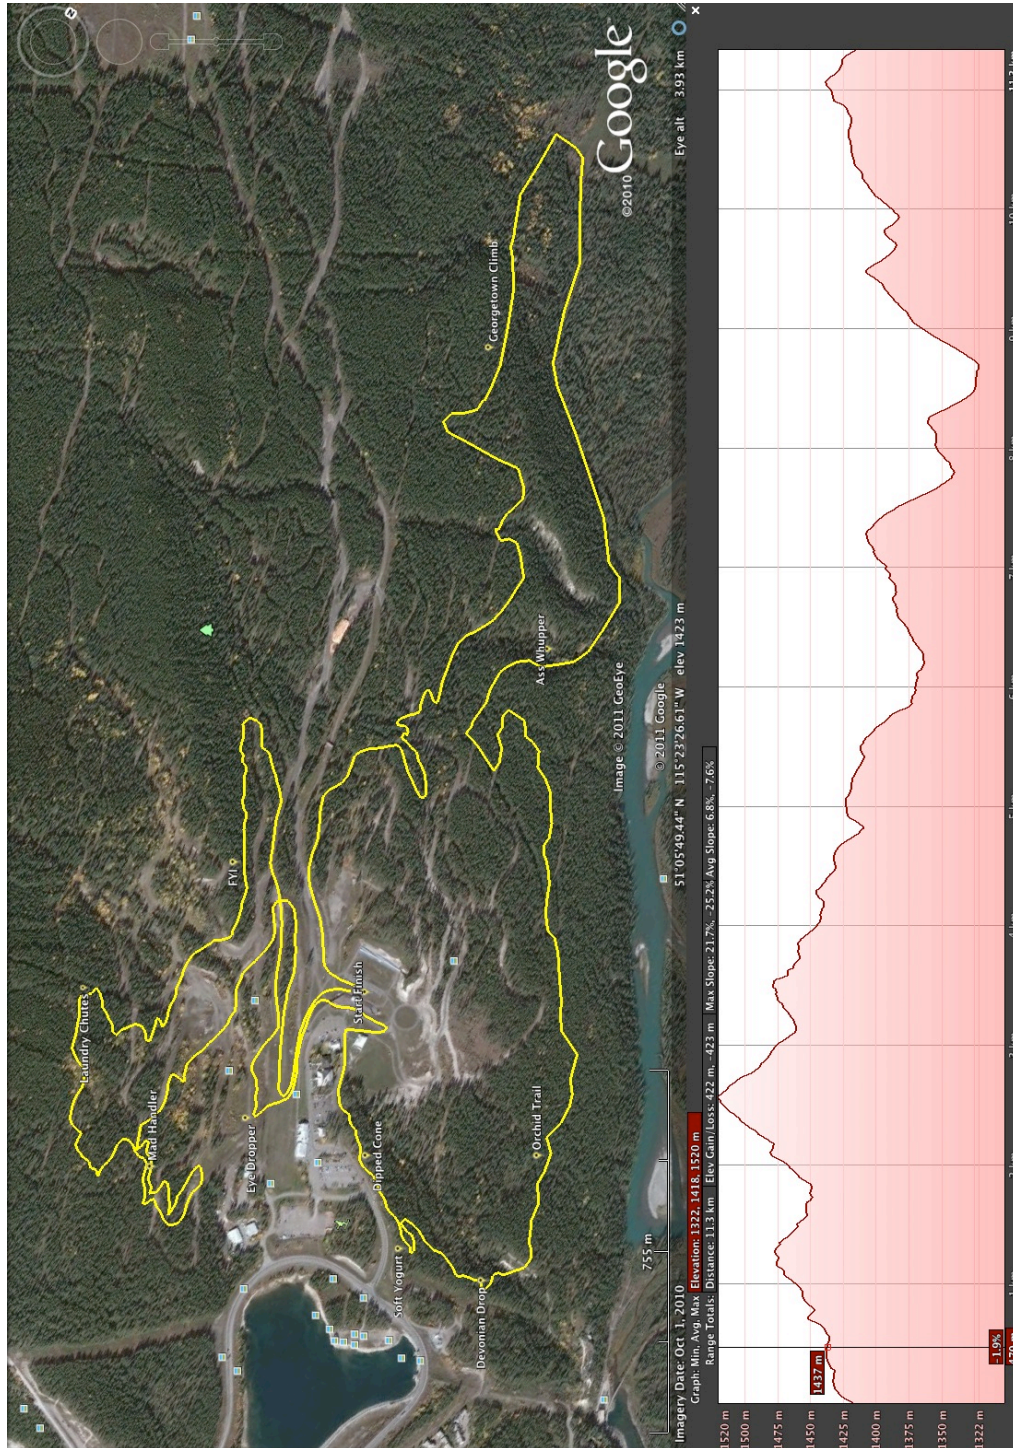 N
Laundry Chutes
Mad Handler
FYI
Eye Dropper
Start Finish
Dipped Cone
Soft Yogurt
Devonian Drop
Orchid Trail
Ass Whupper
Georgetown Climb
©2010 Google
Image © 2011 GeoEye
© 2011 Google
755 m
Imagery Date: Oct 1, 2010
51°05'49.44" N 115°23'26.61" W elev 1423 m
Eye alt 3.93 km
Graph: Min, Avg, Max Elevation: 1322, 1418, 1520 m
Range Totals: Distance: 11.3 km Elev Gain/Loss: 422 m, -423 m Max Slope: 21.7%, -25.2% Avg Slope: 6.8%, -7.6%
1520 m
1500 m
1475 m
1450 m
1425 m
1400 m
1375 m
1350 m
1322 m
1437 m
-1.9%